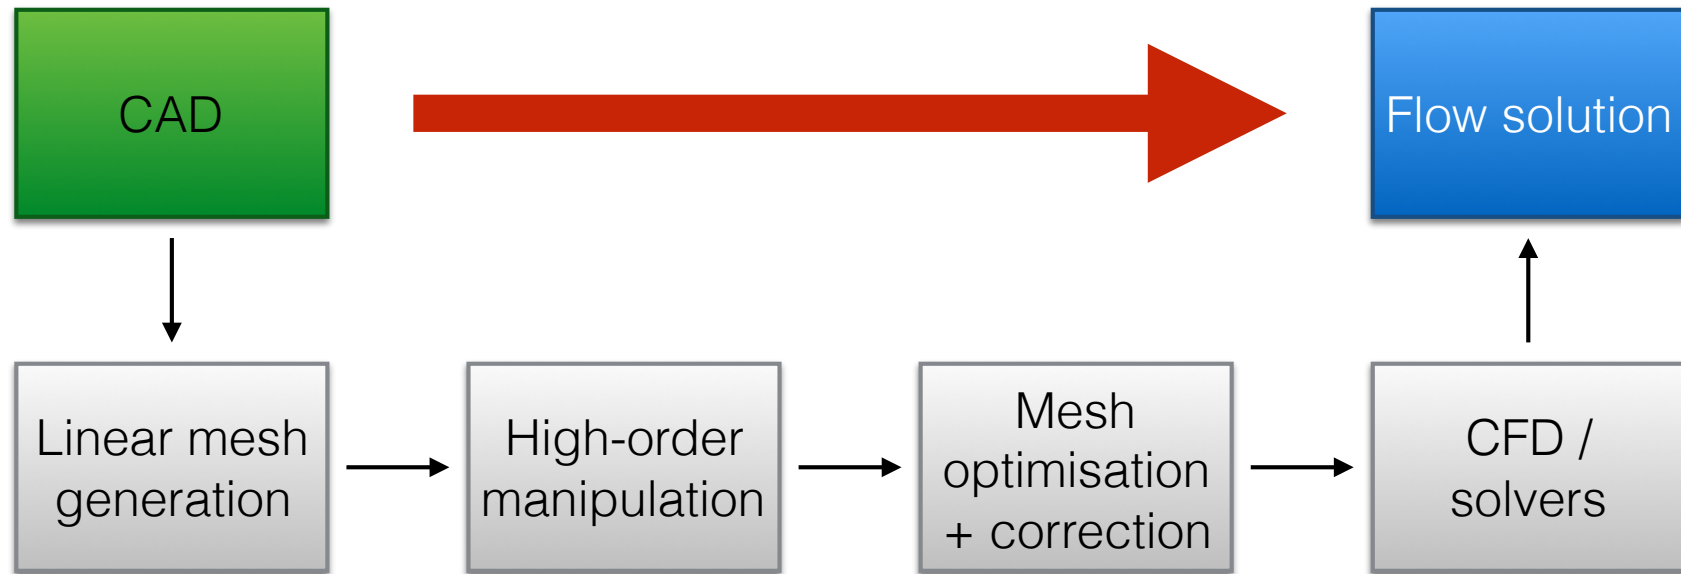 CAD
Flow solution
Linear mesh
generation
High-order
manipulation
Mesh
optimisation
+ correction
CFD /
solvers